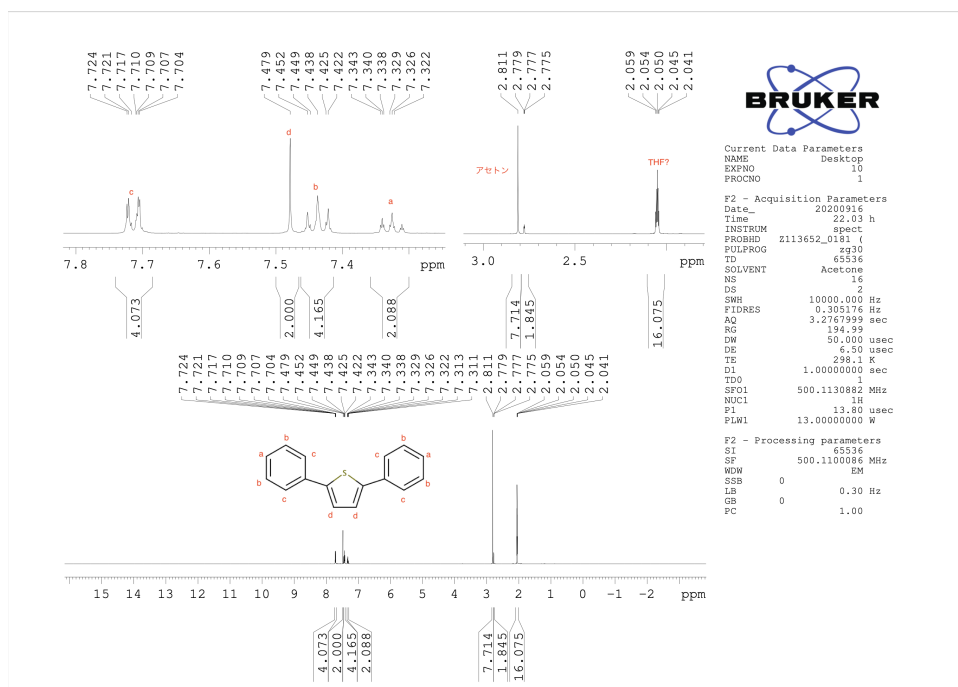 7.724
7.721
7.717
7.710
7.709
7.707
7.704
7.479
7.452
7.449
7.438
7.425
7.422
7.343
7.340
7.338
7.329
7.326
7.322
2.811
2.779
2.777
2.775
2.059
2.054
2.050
2.045
2.041
BRUKER
d
c
b
a
アセトン
THF?
7.8 7.7 7.6 7.5 7.4 ppm
3.0 2.5 ppm
4.073
2.000
4.165
2.088
7.714
1.845
16.075
7.724
7.721
7.717
7.710
7.709
7.707
7.704
7.479
7.452
7.449
7.438
7.425
7.422
7.343
7.340
7.338
7.329
7.326
7.322
7.313
7.311
2.811
2.779
2.777
2.775
2.059
2.054
2.050
2.045
2.041
b b
c c
a S a
b b
c c
d d
15 14 13 12 11 10 9 8 7 6 5 4 3 2 1 0 −1 −2 ppm
4.073
2.000
4.165
2.088
7.714
1.845
16.075
Current Data Parameters
NAME Desktop
EXPNO 10
PROCNO 1
F2 - Acquisition Parameters
Date_ 20200916
Time 22.03 h
INSTRUM spect
PROBHD Z113652_0181 (
PULPROG zg30
TD 65536
SOLVENT Acetone
NS 16
DS 2
SWH 10000.000 Hz
FIDRES 0.305176 Hz
AQ 3.2767999 sec
RG 194.99
DW 50.000 usec
DE 6.50 usec
TE 298.1 K
D1 1.00000000 sec
TD0 1
SFO1 500.1130882 MHz
NUC1 1H
P1 13.80 usec
PLW1 13.00000000 W
F2 - Processing parameters
SI 65536
SF 500.1100086 MHz
WDW EM
SSB 0
LB 0.30 Hz
GB 0
PC 1.00